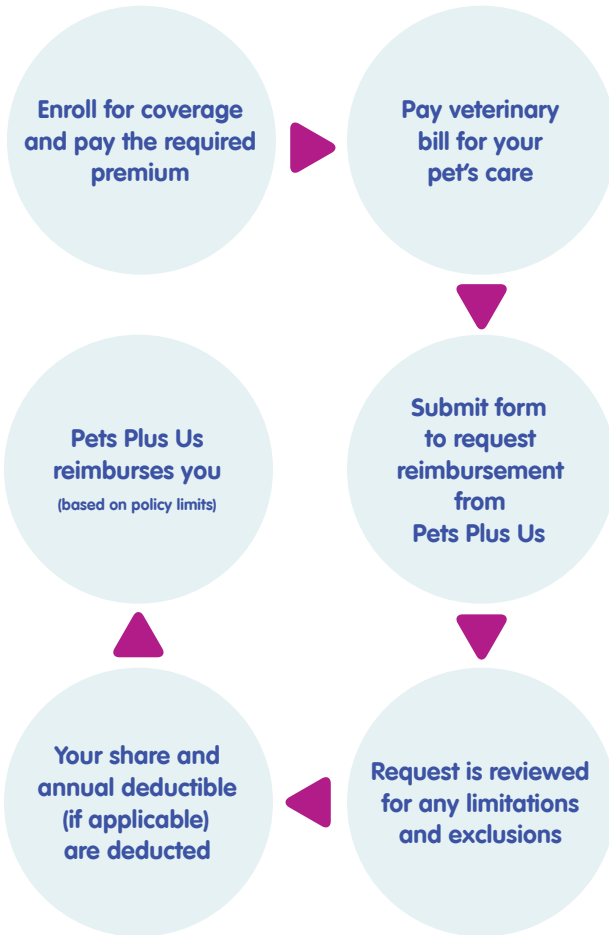 Enroll for coverage
and pay the required
premium
Pay veterinary
bill for your
pet's care
Submit form
to request
reimbursement
from
Pets Plus Us
Request is reviewed
for any limitations
and exclusions
Your share and
annual deductible
(if applicable)
are deducted
Pets Plus Us
reimburses you
(based on policy limits)